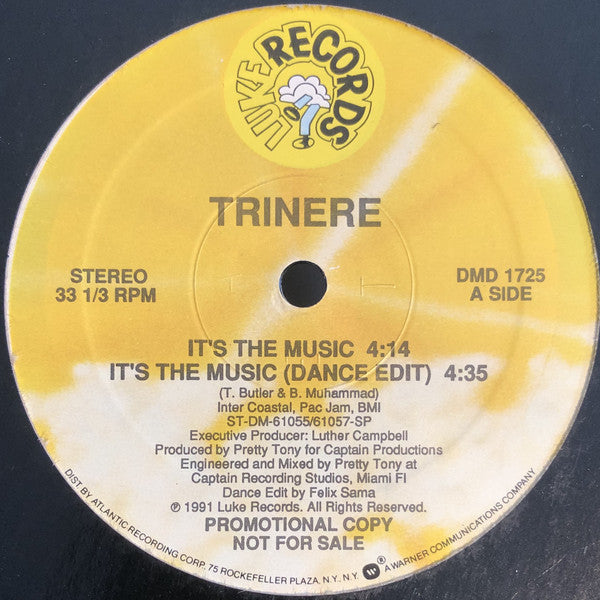 LUKE RECORDS
TRINERE
STEREO
33 1/3 RPM
DMD 1725
A SIDE
IT'S THE MUSIC 4:14
IT'S THE MUSIC (DANCE EDIT) 4:35
(T. Butler & B. Muhammad)
Inter Coastal, Pac Jam, BMI
ST-DM-61055/61057-SP
Executive Producer: Luther Campbell
Produced by Pretty Tony for Captain Productions
Engineered and Mixed by Pretty Tony at
Captain Recording Studios, Miami Fl
Dance Edit by Felix Sama
℗ 1991 Luke Records. All Rights Reserved.
PROMOTIONAL COPY
NOT FOR SALE
DIST BY ATLANTIC RECORDING CORP. 75 ROCKEFELLER PLAZA, N.Y., N.Y. W ® A WARNER COMMUNICATIONS COMPANY